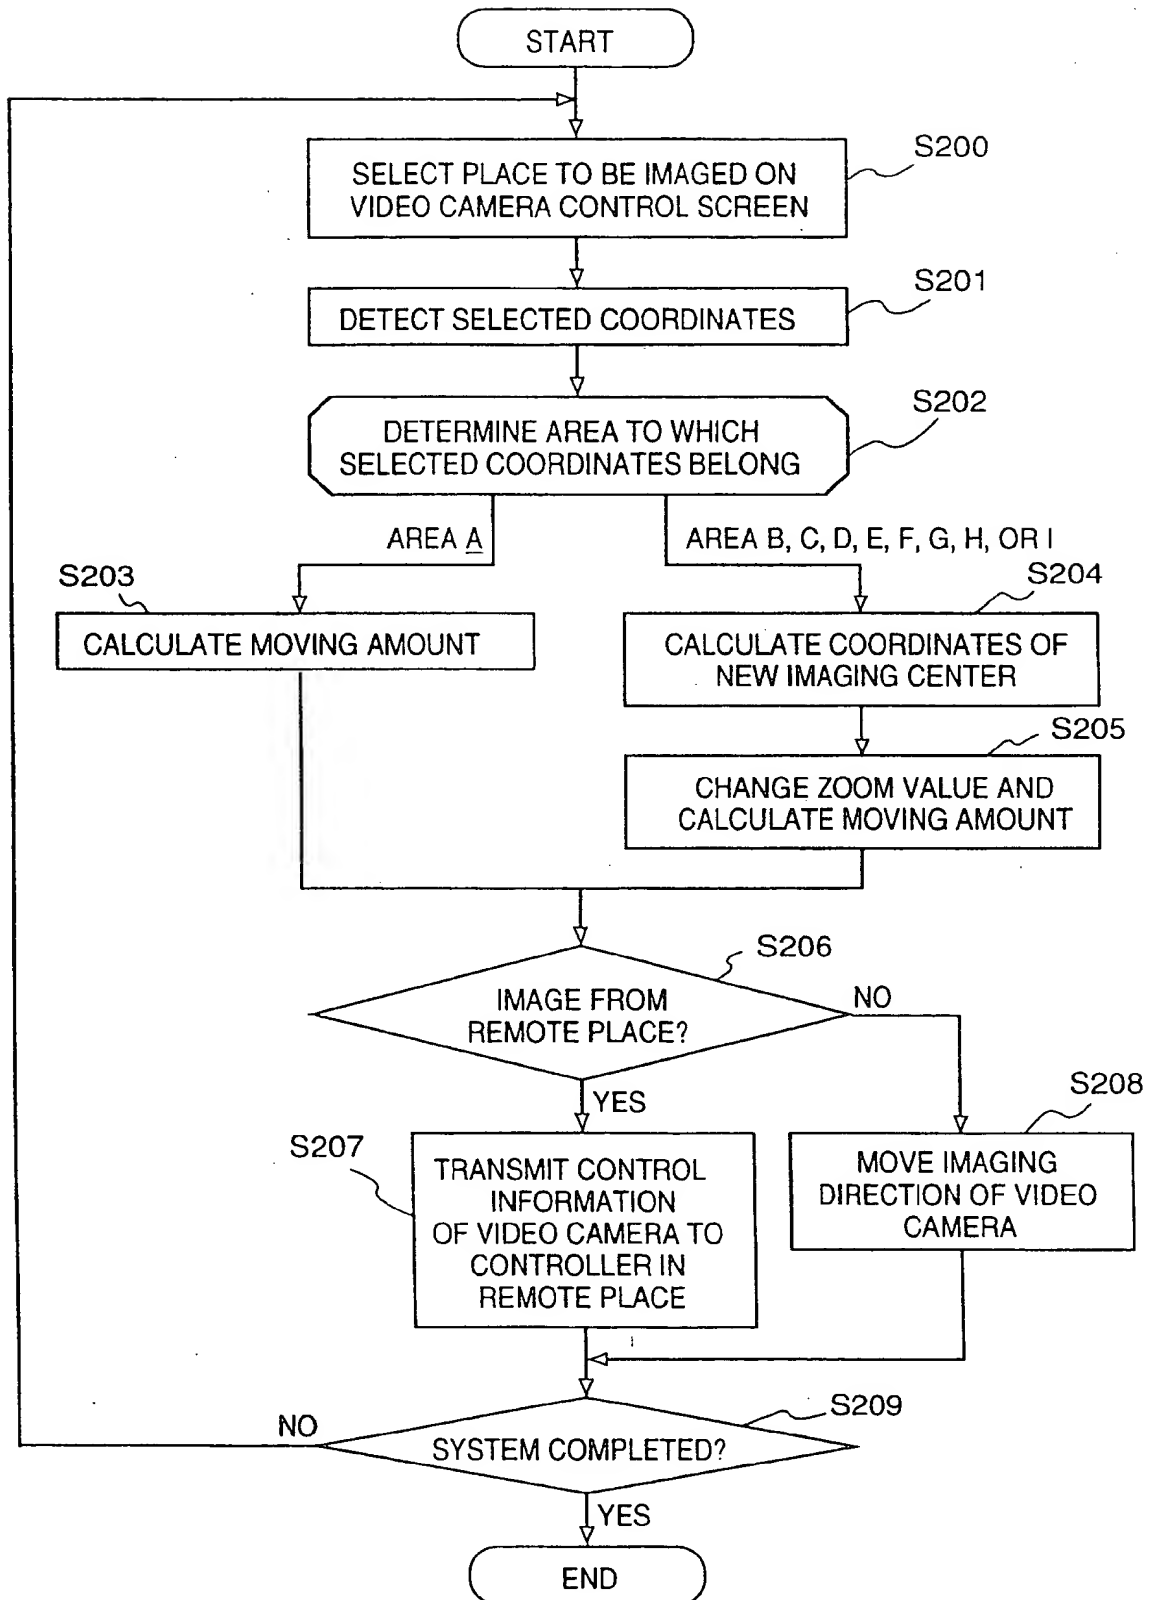 START
S200
SELECT PLACE TO BE IMAGED ON
VIDEO CAMERA CONTROL SCREEN
S201
DETECT SELECTED COORDINATES
S202
DETERMINE AREA TO WHICH
SELECTED COORDINATES BELONG
AREA A
AREA B, C, D, E, F, G, H, OR I
S203
CALCULATE MOVING AMOUNT
S204
CALCULATE COORDINATES OF
NEW IMAGING CENTER
S205
CHANGE ZOOM VALUE AND
CALCULATE MOVING AMOUNT
S206
IMAGE FROM
REMOTE PLACE?
NO
YES
S207
TRANSMIT CONTROL
INFORMATION
OF VIDEO CAMERA TO
CONTROLLER IN
REMOTE PLACE
S208
MOVE IMAGING
DIRECTION OF VIDEO
CAMERA
S209
SYSTEM COMPLETED?
NO
YES
END